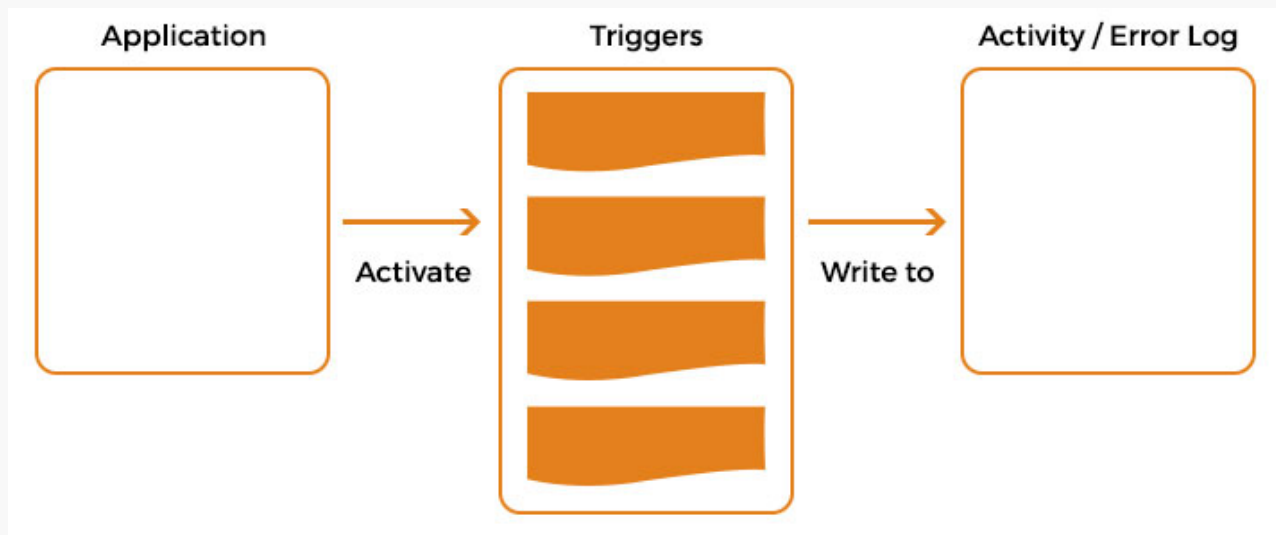 Application
Triggers
Activity / Error Log
Activate
Write to